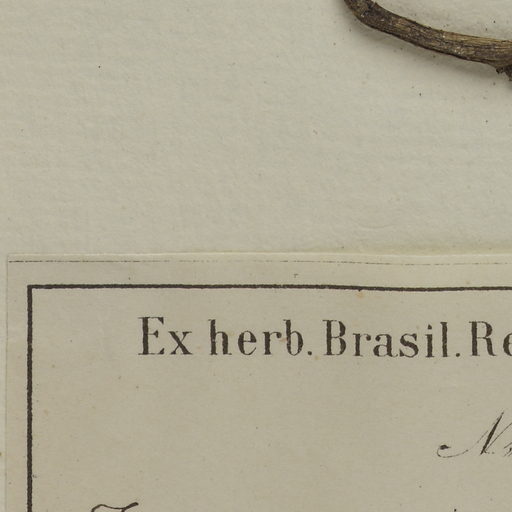 Ex herb. Brasil. Re
N